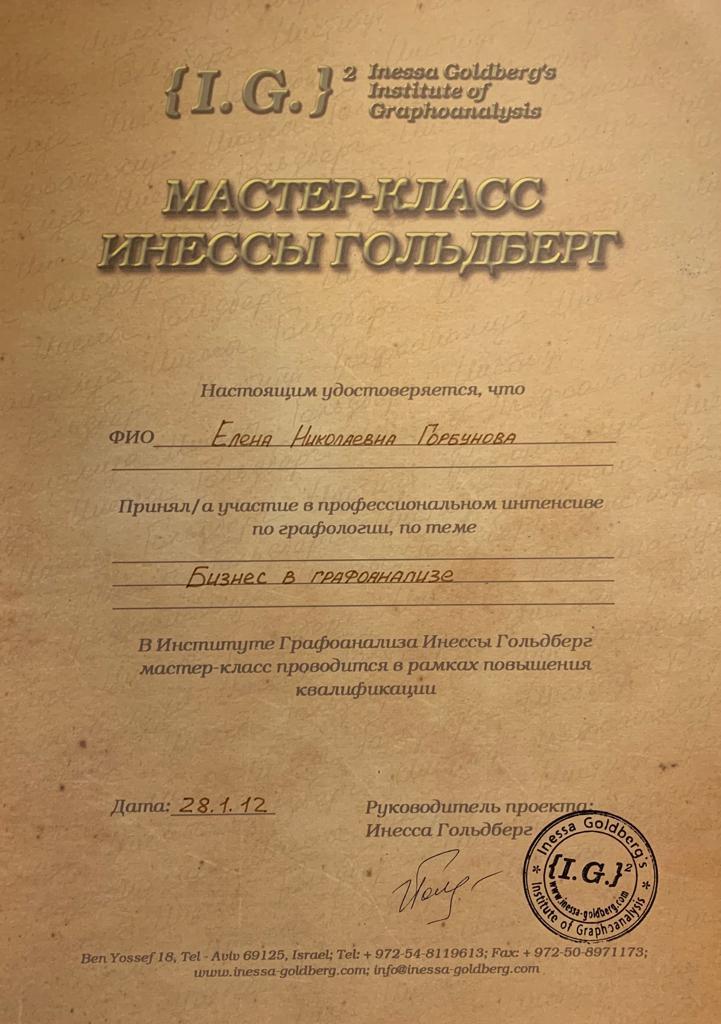 {I.G.}² Inessa Goldberg's
Institute of
Graphoanalysis
МАСТЕР-КЛАСС
ИНЕССЫ ГОЛЬДБЕРГ
Настоящим удостоверяется, что
ФИО Елена Николаевна Горбунова
Принял/а участие в профессиональном интенсиве
по графологии, по теме
Бизнес в графоанализе
В Институте Графоанализа Инессы Гольдберг
мастер-класс проводится в рамках повышения
квалификации
Дата: 28.1.12
Руководитель проекта:
Инесса Гольдберг
Inessa Goldberg's
{I.G.}²
www.inessa-goldberg.com
Institute of Graphoanalysis
Ben Yossef 18, Tel - Aviv 69125, Israel; Tel: + 972-54-8119613; Fax: + 972-50-8971173;
www.inessa-goldberg.com; info@inessa-goldberg.com